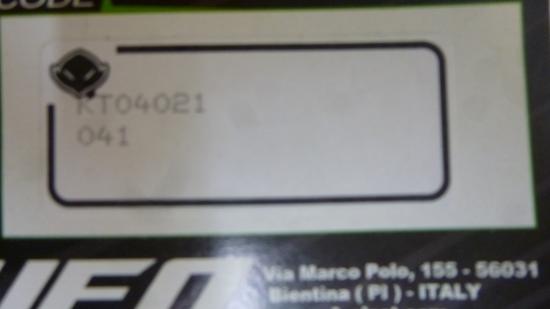 CODE
KT04021
041
UFO
Via Marco Polo, 155 - 56031
Bientina ( PI ) - ITALY